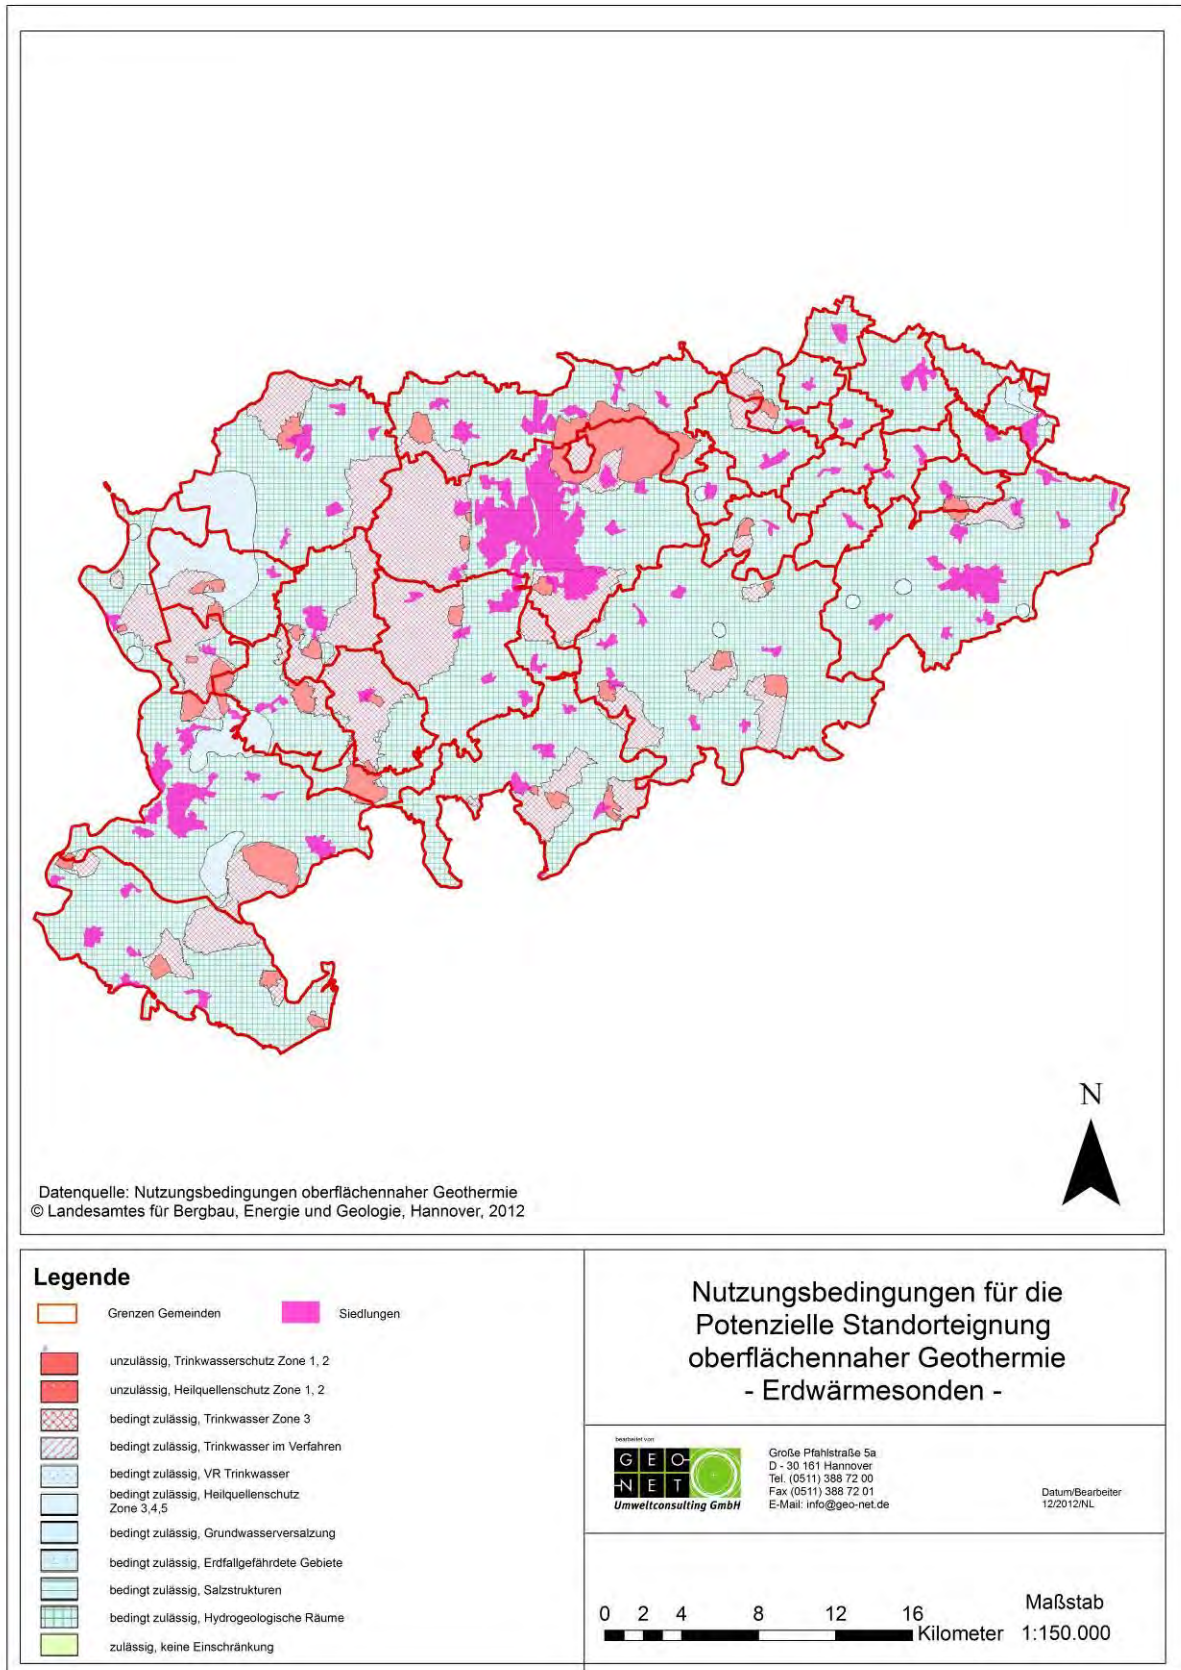 N
Datenquelle: Nutzungsbedingungen oberflächennaher Geothermie
© Landesamtes für Bergbau, Energie und Geologie, Hannover, 2012
Legende
Grenzen Gemeinden
Siedlungen
unzulässig, Trinkwasserschutz Zone 1, 2
unzulässig, Heilquellenschutz Zone 1, 2
bedingt zulässig, Trinkwasser Zone 3
bedingt zulässig, Trinkwasser im Verfahren
bedingt zulässig, VR Trinkwasser
bedingt zulässig, Heilquellenschutz
Zone 3,4,5
bedingt zulässig, Grundwasserversalzung
bedingt zulässig, Erdfallgefährdete Gebiete
bedingt zulässig, Salzstrukturen
bedingt zulässig, Hydrogeologische Räume
zulässig, keine Einschränkung
Nutzungsbedingungen für die
Potenzielle Standorteignung
oberflächennaher Geothermie
- Erdwärmesonden -
bearbeitet von
GEO-
NET
Umweltconsulting GmbH
Große Pfahlstraße 5a
D - 30 161 Hannover
Tel. (0511) 388 72 00
Fax (0511) 388 72 01
E-Mail: info@geo-net.de
Datum/Bearbeiter
12/2012/NL
0 2 4 8 12 16
Kilometer
Maßstab
1:150.000